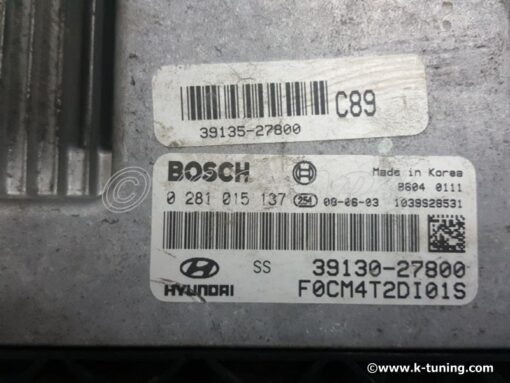 C89
39135-27800
BOSCH Made in Korea
8604 0111
0 281 015 137 254 08-06-03 1039S28531
SS 39130-27800
HYUNDAI F0CM4T2DI01S
©www.k-tuning.com